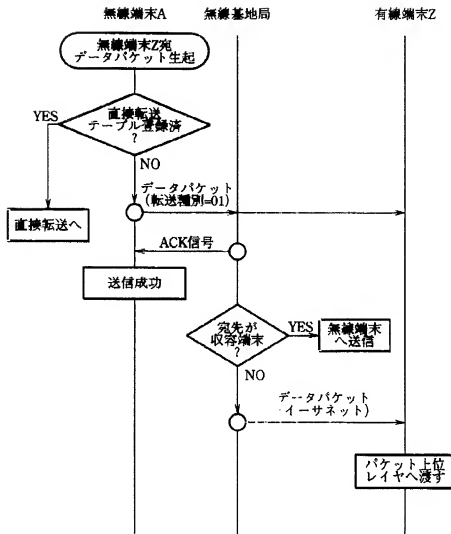 無線端末A
無線基地局
有線端末Z
無線端末Z宛
データパケット生起
直接転送
テーブル登録済
?
YES
NO
データパケット
(転送種別=01)
直接転送へ
ACK信号
送信成功
宛先が
収容端末
?
YES
無線端末
へ送信
NO
データパケット
イーサネット)
パケット上位
レイヤへ渡す